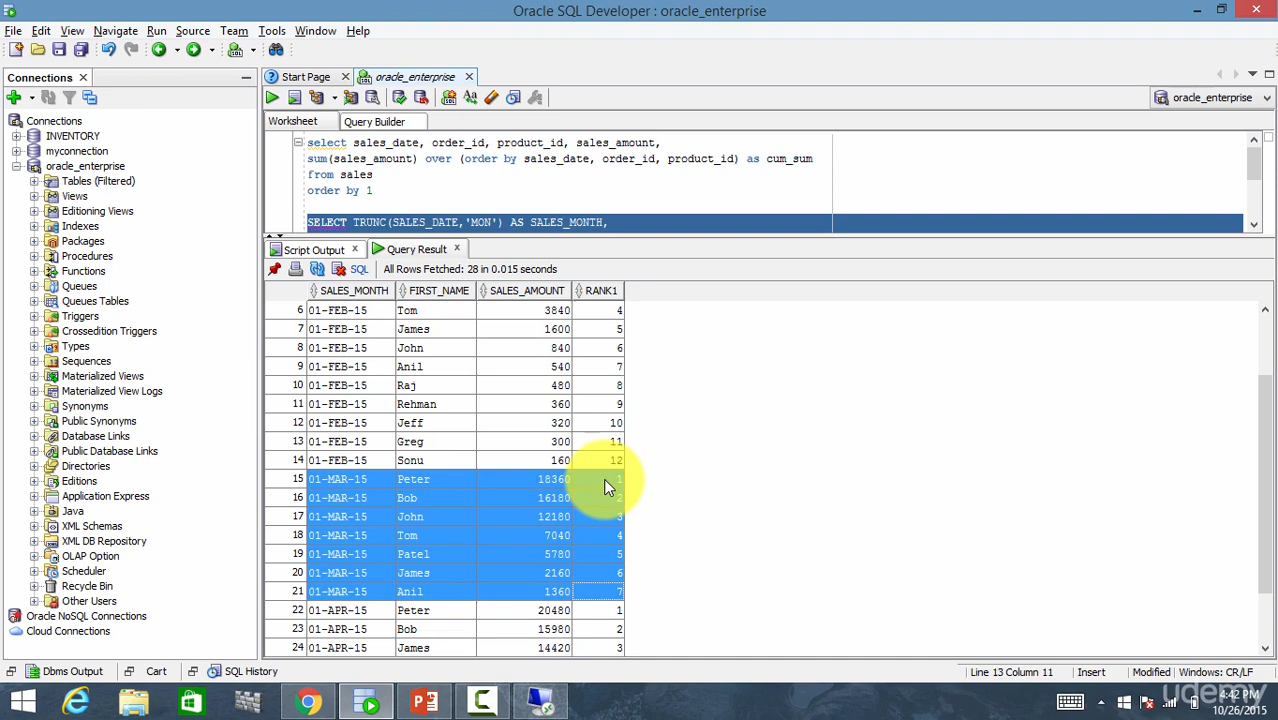 Oracle SQL Developer : oracle_enterprise
File Edit View Navigate Run Source Team Tools Window Help
Connections
Start Page
oracle_enterprise
oracle_enterprise
Worksheet Query Builder
Connections
INVENTORY
myconnection
oracle_enterprise
Tables (Filtered)
Views
Editioning Views
Indexes
Packages
Procedures
Functions
Queues
Queues Tables
Triggers
Crossedition Triggers
Types
Sequences
Materialized Views
Materialized View Logs
Synonyms
Public Synonyms
Database Links
Public Database Links
Directories
Editions
Application Express
Java
XML Schemas
XML DB Repository
OLAP Option
Recycle Bin
Other Users
Oracle NoSQL Connections
Cloud Connections
select sales_date, order_id, product_id, sales_amount,
sum(sales_amount) over (order by sales_date, order_id, product_id) as cum_sum
from sales
order by 1
SELECT TRUNC(SALES_DATE,'MON') AS SALES_MONTH,
Script Output Query Result
SQL All Rows Fetched: 28 in 0.015 seconds
SALES_MONTH FIRST_NAME SALES_AMOUNT RANK1
6 01-FEB-15 Tom 3840 4
7 01-FEB-15 James 1600 5
8 01-FEB-15 John 840 6
9 01-FEB-15 Anil 540 7
10 01-FEB-15 Raj 480 8
11 01-FEB-15 Rehman 360 9
12 01-FEB-15 Jeff 320 10
13 01-FEB-15 Greg 300 11
14 01-FEB-15 Sonu 160 12
15 01-MAR-15 Peter 18360 1
16 01-MAR-15 Bob 16180 2
17 01-MAR-15 John 12180 3
18 01-MAR-15 Tom 7040 4
19 01-MAR-15 Patel 5780 5
20 01-MAR-15 James 2160 6
21 01-MAR-15 Anil 1360 7
22 01-APR-15 Peter 20480 1
23 01-APR-15 Bob 15980 2
24 01-APR-15 James 14420 3
Dbms Output Cart SQL History
Line 13 Column 11 Insert Modified Windows: CR/LF
4:42 PM
10/26/2015
udemy